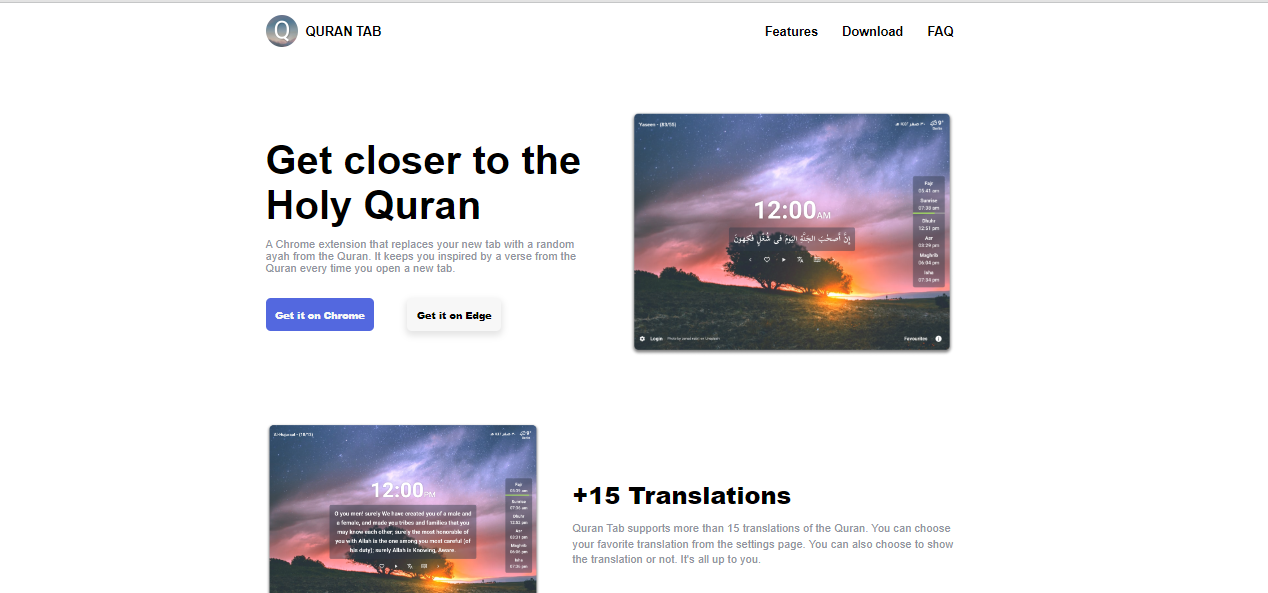 Q QURAN TAB
Features Download FAQ
Get closer to the
Holy Quran
A Chrome extension that replaces your new tab with a random
ayah from the Quran. It keeps you inspired by a verse from the
Quran every time you open a new tab.
Get it on Chrome Get it on Edge
Yaseen - (83/55)
9°
12:00 AM
إِنَّ أَصْحَٰبَ الْجَنَّةِ الْيَوْمَ فِى شُغُلٍ فَٰكِهُونَ
Fajr
05:41 am
Sunrise
07:30 am
Dhuhr
12:51 pm
Asr
03:29 pm
Maghrib
06:04 pm
Isha
07:34 pm
Login
Favourites
Al-Hujuraat - (18/13)
9°
12:00 PM
O you men! surely We have created you of a male and
a female, and made you tribes and families that you
may know each other; surely the most honorable of
you with Allah is the one among you most careful (of
his duty); surely Allah is Knowing, Aware.
Fajr
Sunrise
Dhuhr
Asr
Maghrib
Isha
+15 Translations
Quran Tab supports more than 15 translations of the Quran. You can choose
your favorite translation from the settings page. You can also choose to show
the translation or not. It's all up to you.